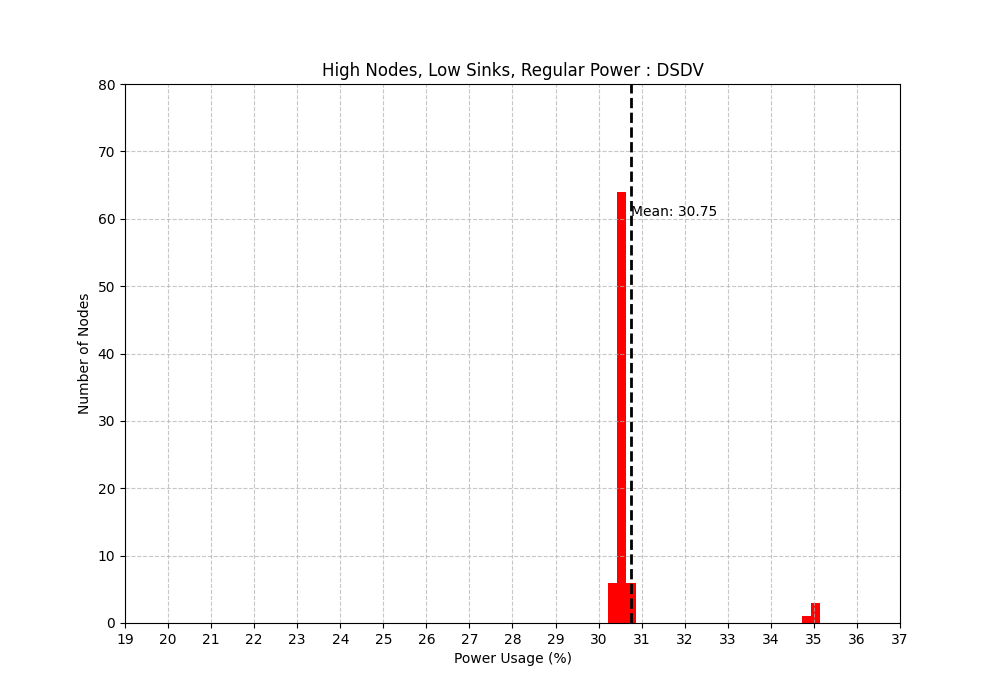 High Nodes, Low Sinks, Regular Power : DSDV
80
70
60
50
40
30
20
10
0
Number of Nodes
Mean: 30.75
19 20 21 22 23 24 25 26 27 28 29 30 31 32 33 34 35 36 37
Power Usage (%)